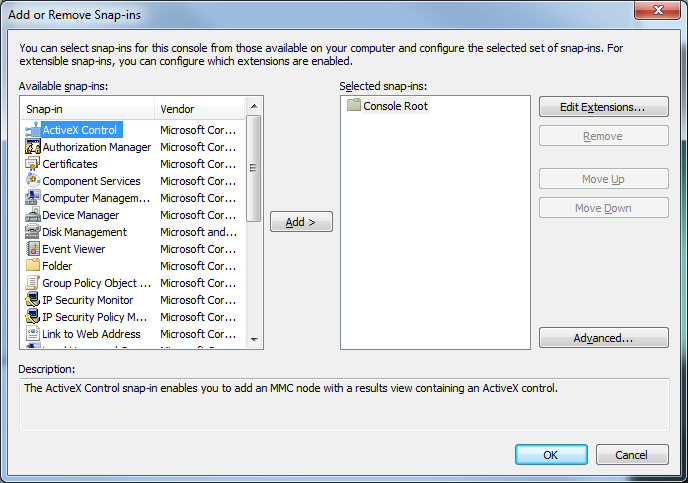 Add or Remove Snap-ins
You can select snap-ins for this console from those available on your computer and configure the selected set of snap-ins. For
extensible snap-ins, you can configure which extensions are enabled.
Available snap-ins:
Snap-in Vendor
ActiveX Control Microsoft Cor...
Authorization Manager Microsoft Cor...
Certificates Microsoft Cor...
Component Services Microsoft Cor...
Computer Managem... Microsoft Cor...
Device Manager Microsoft Cor...
Disk Management Microsoft and...
Event Viewer Microsoft Cor...
Folder Microsoft Cor...
Group Policy Object ... Microsoft Cor...
IP Security Monitor Microsoft Cor...
IP Security Policy M... Microsoft Cor...
Link to Web Address Microsoft Cor...
Add >
Selected snap-ins:
Console Root
Edit Extensions...
Remove
Move Up
Move Down
Advanced...
Description:
The ActiveX Control snap-in enables you to add an MMC node with a results view containing an ActiveX control.
OK
Cancel